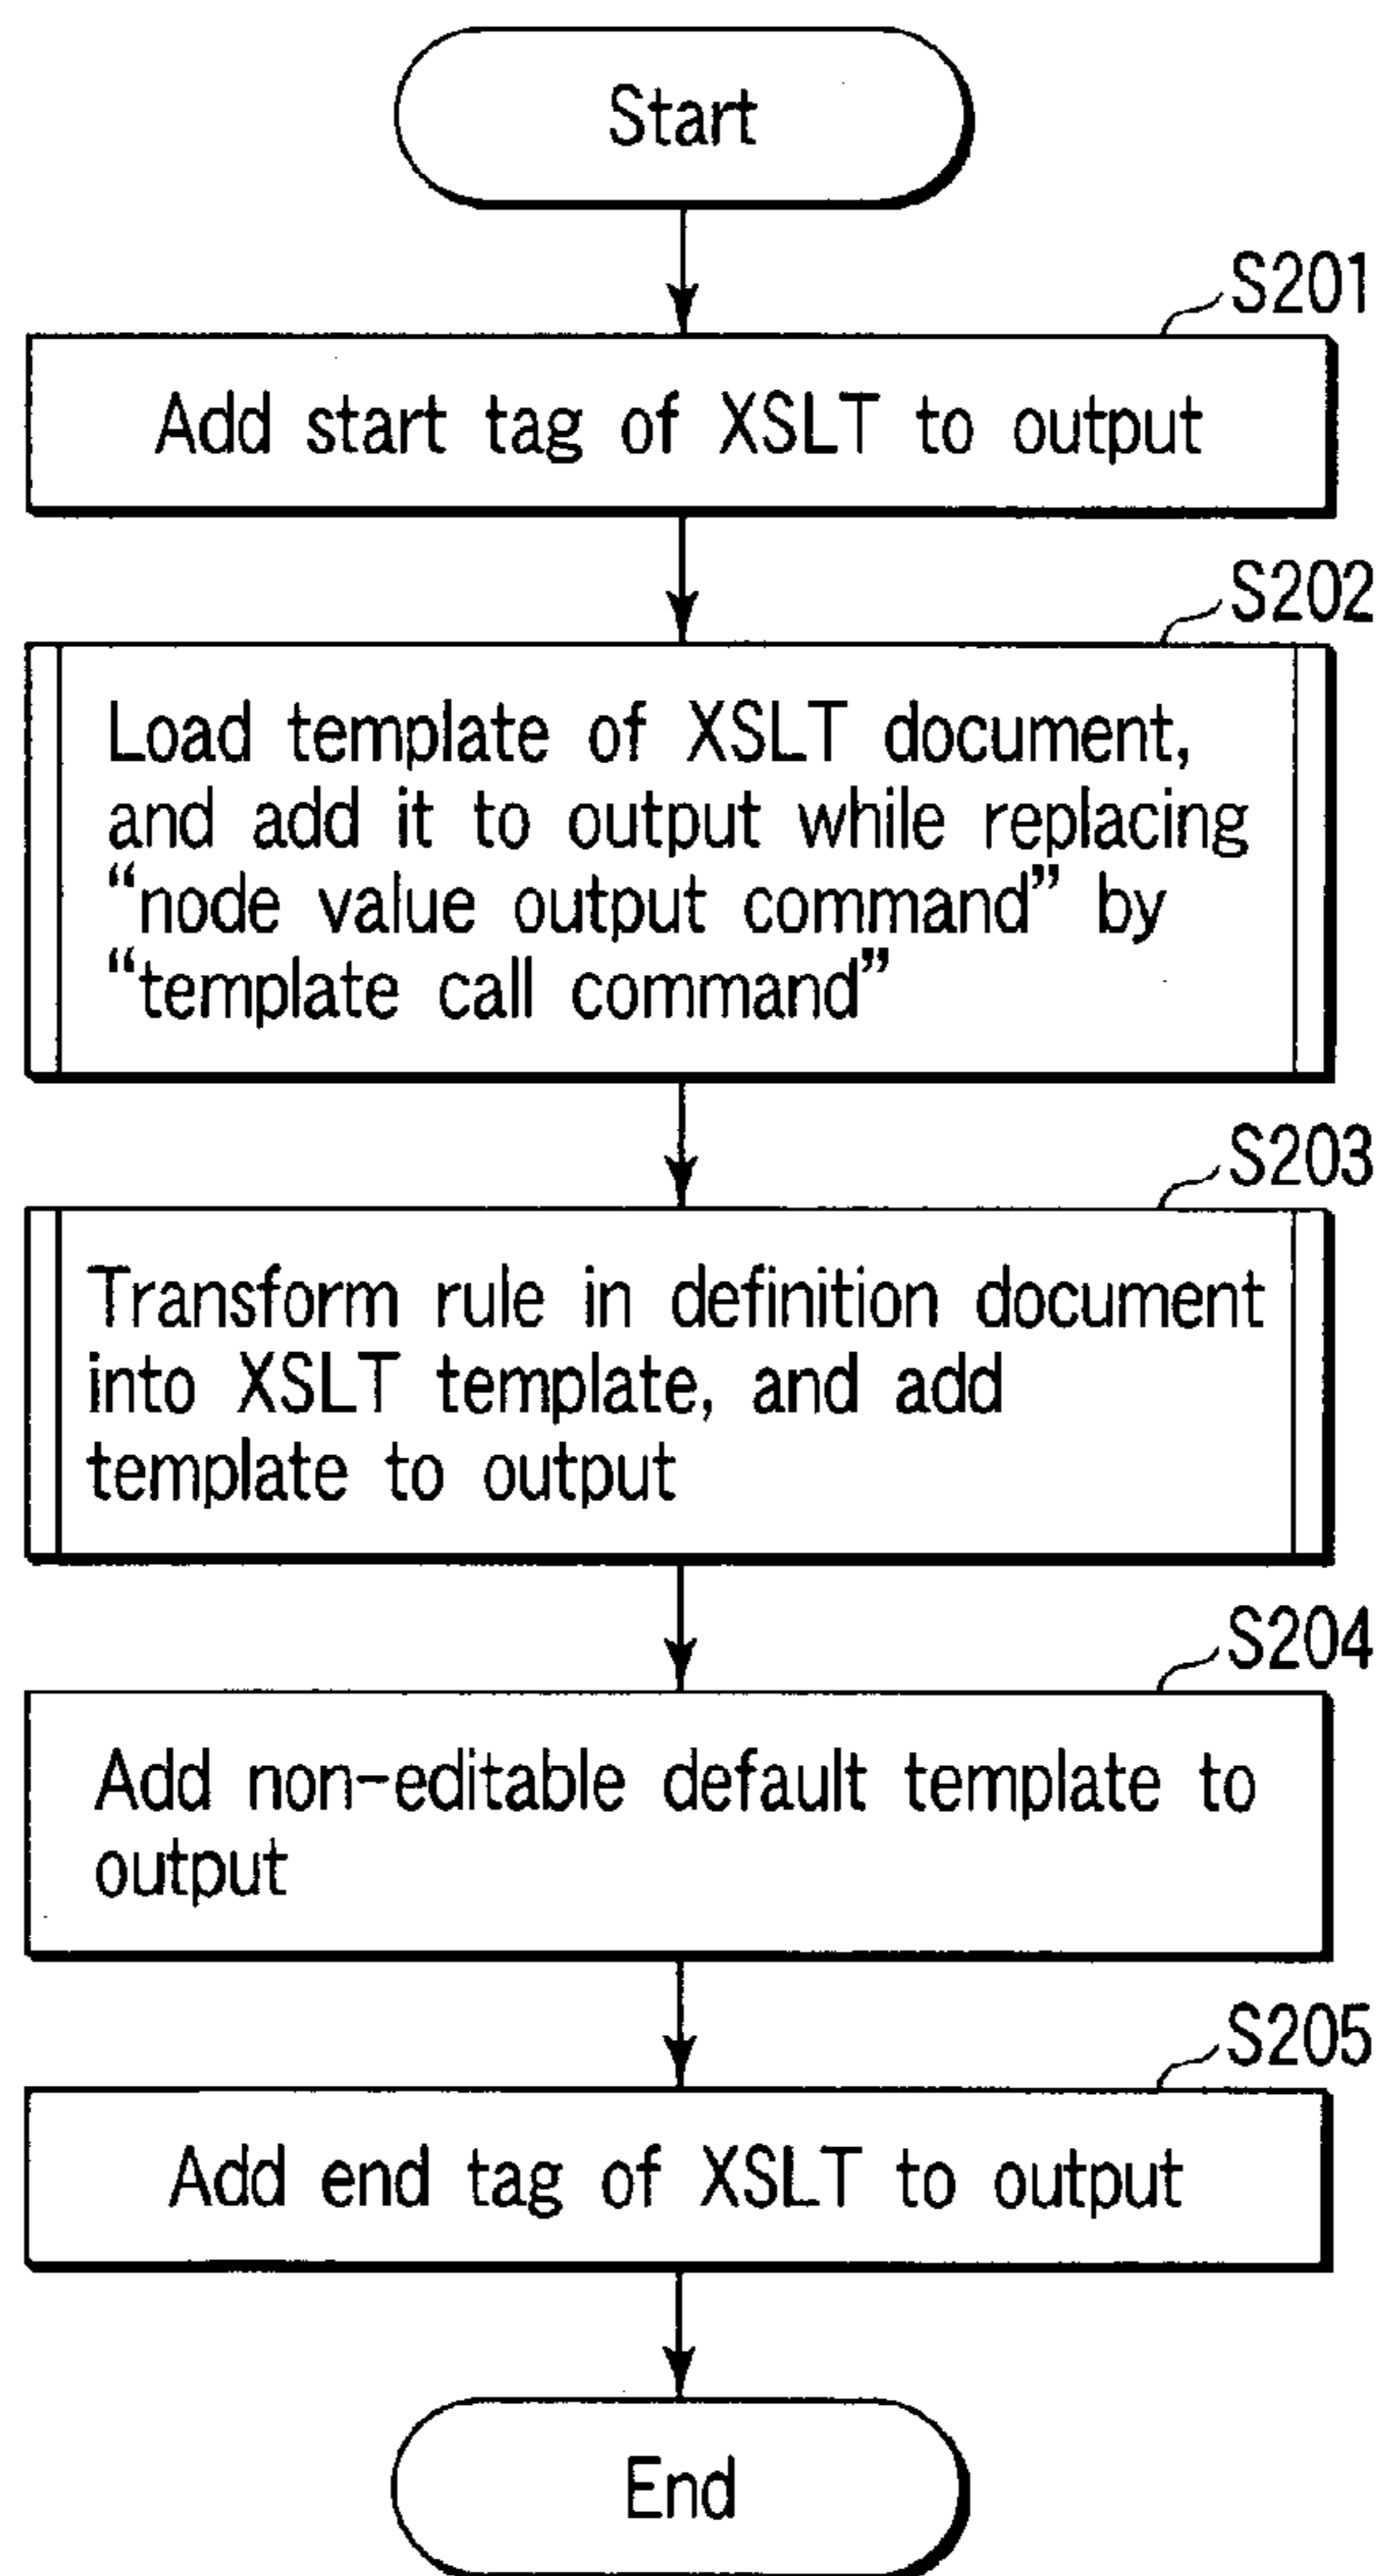 Start
S201
Add start tag of XSLT to output
S202
Load template of XSLT document,
and add it to output while replacing
“node value output command” by
“template call command”
S203
Transform rule in definition document
into XSLT template, and add
template to output
S204
Add non-editable default template to
output
S205
Add end tag of XSLT to output
End